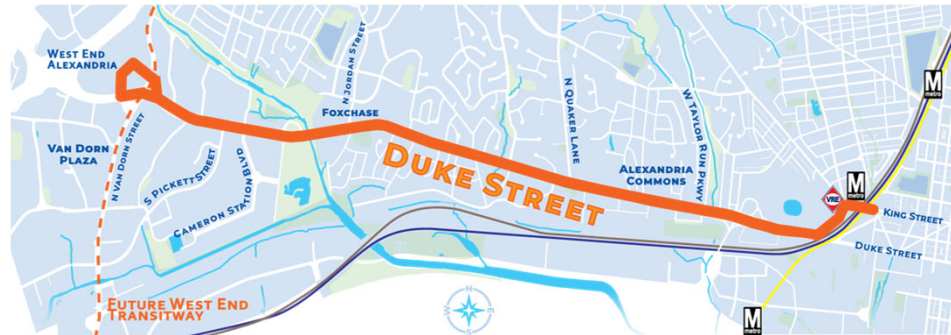 WEST END
ALEXANDRIA
N JORDAN STREET
FOXCHASE
VAN DORN
PLAZA
N VAN DORN STREET
S PICKETT STREET
CAMERON STATION BLVD
DUKE STREET
N QUAKER LANE
W TAYLOR RUN PKWY
ALEXANDRIA
COMMONS
M
metro
M
metro
VRE
KING STREET
DUKE STREET
FUTURE WEST END
TRANSITWAY
N
W
E
S
M
metro